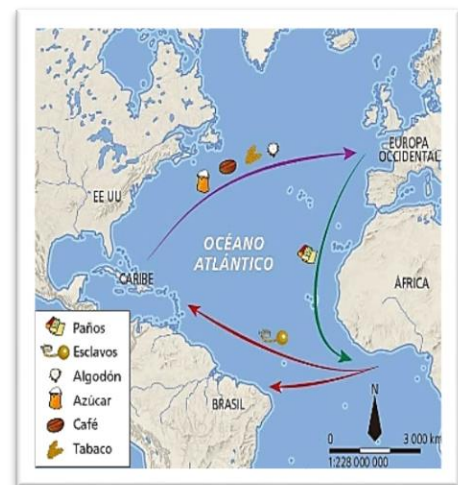 EUROPA
OCCIDENTAL
EE UU
OCÉANO
ATLÁNTICO
CARIBE
ÁFRICA
Paños
Esclavos
Algodón
Azúcar
Café
Tabaco
BRASIL
N
0 3 000 km
1:228 000 000